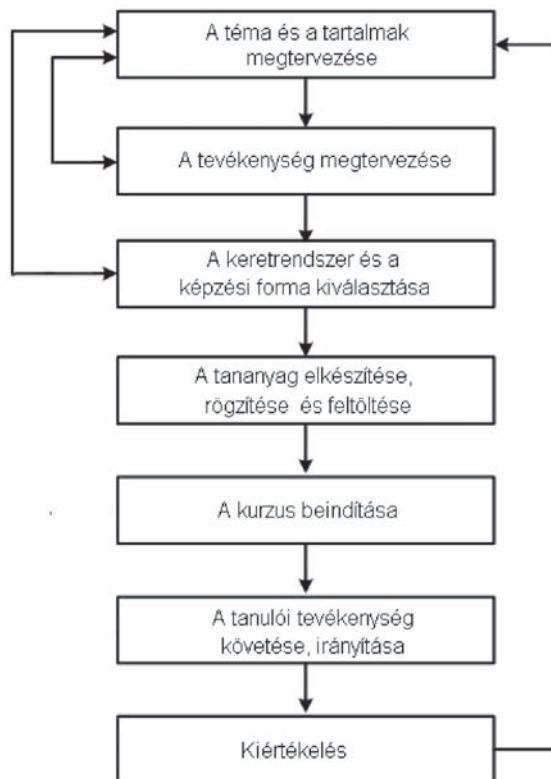 A téma és a tartalmak
megtervezése
A tevékenység megtervezése
A keretrendszer és a
képzési forma kiválasztása
A tananyag elkészítése,
rögzítése és feltöltése
A kurzus beindítása
A tanulói tevékenység
követése, irányítása
Kiértékelés